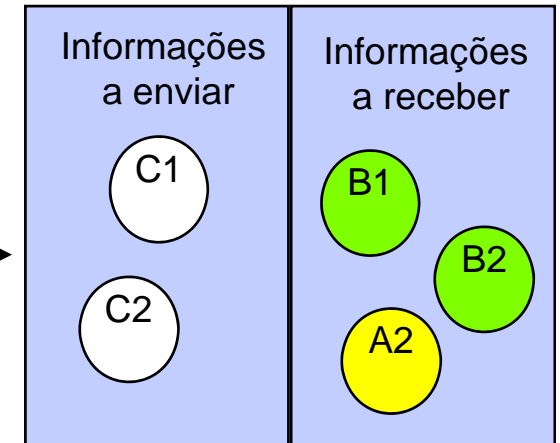 Informações
a enviar
C1
C2
Informações
a receber
B1
B2
A2